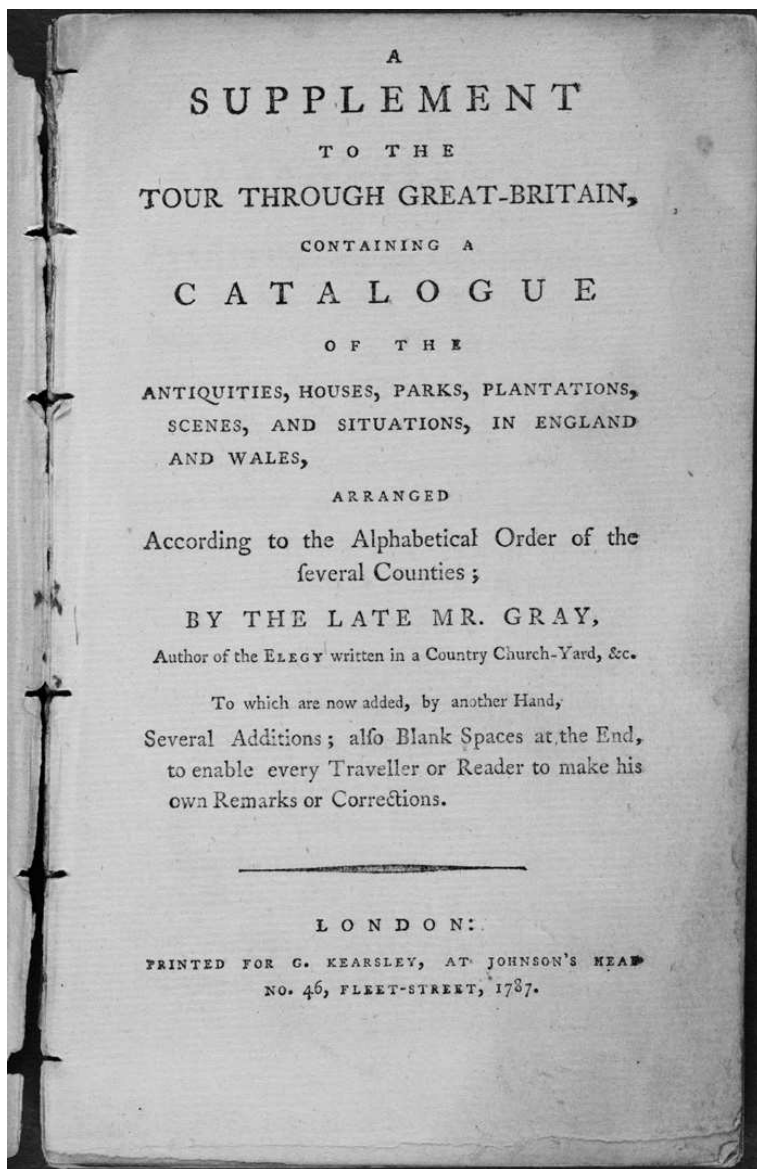 A
SUPPLEMENT
TO THE
TOUR THROUGH GREAT-BRITAIN,
CONTAINING A
CATALOGUE
OF THE
ANTIQUITIES, HOUSES, PARKS, PLANTATIONS,
SCENES, AND SITUATIONS, IN ENGLAND
AND WALES,
ARRANGED
According to the Alphabetical Order of the
ſeveral Counties;
BY THE LATE MR. GRAY,
Author of the ELEGY written in a Country Church-Yard, &c.
To which are now added, by another Hand,
Several Additions; alſo Blank Spaces at the End,
to enable every Traveller or Reader to make his
own Remarks or Corrections.
LONDON:
PRINTED FOR G. KEARSLEY, AT JOHNSON'S HEAD
NO. 46, FLEET-STREET, 1787.